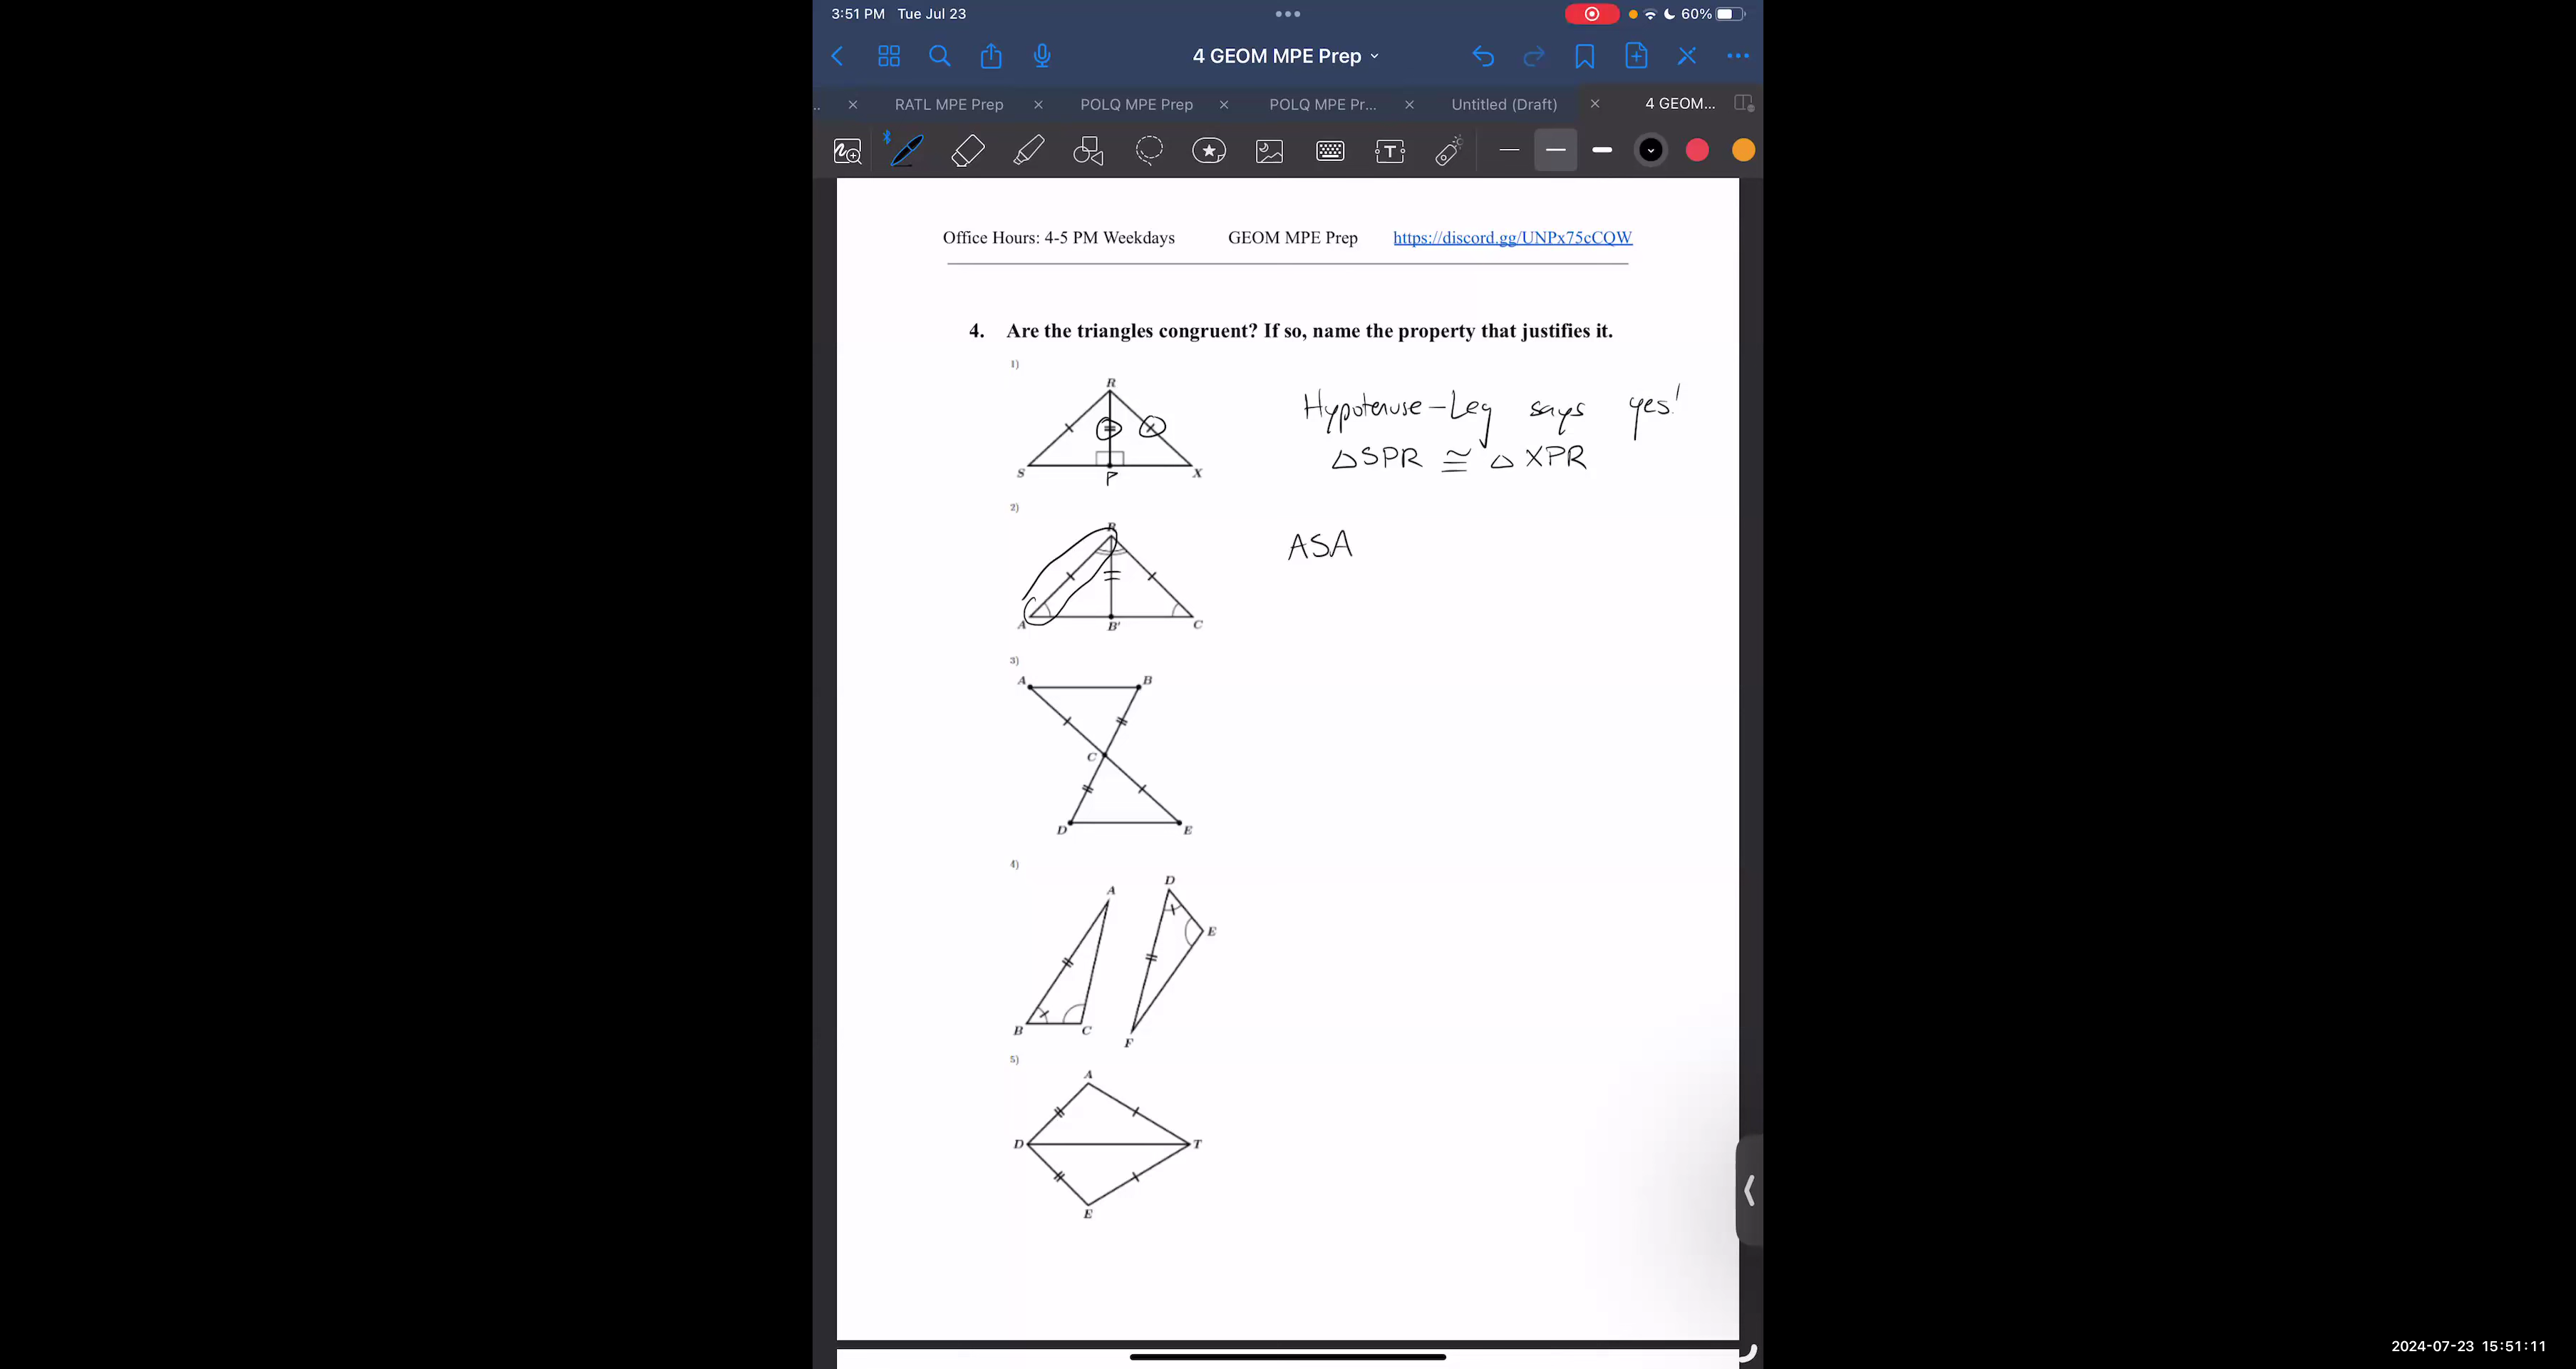 3:51 PM Tue Jul 23
60%
4 GEOM MPE Prep
.. RATL MPE Prep POLQ MPE Prep POLQ MPE Pr... Untitled (Draft) 4 GEOM...
T
Office Hours: 4-5 PM Weekdays GEOM MPE Prep https://discord.gg/UNPx75cCQW
4. Are the triangles congruent? If so, name the property that justifies it.
1)
R
Hypotenuse-Leg says yes!
△SPR ≅ △XPR
S P X
2)
B
ASA
A B' C
3)
A B
C
D E
4)
D
A
E
B C
F
5)
A
D T
E
2024-07-23 15:51:11